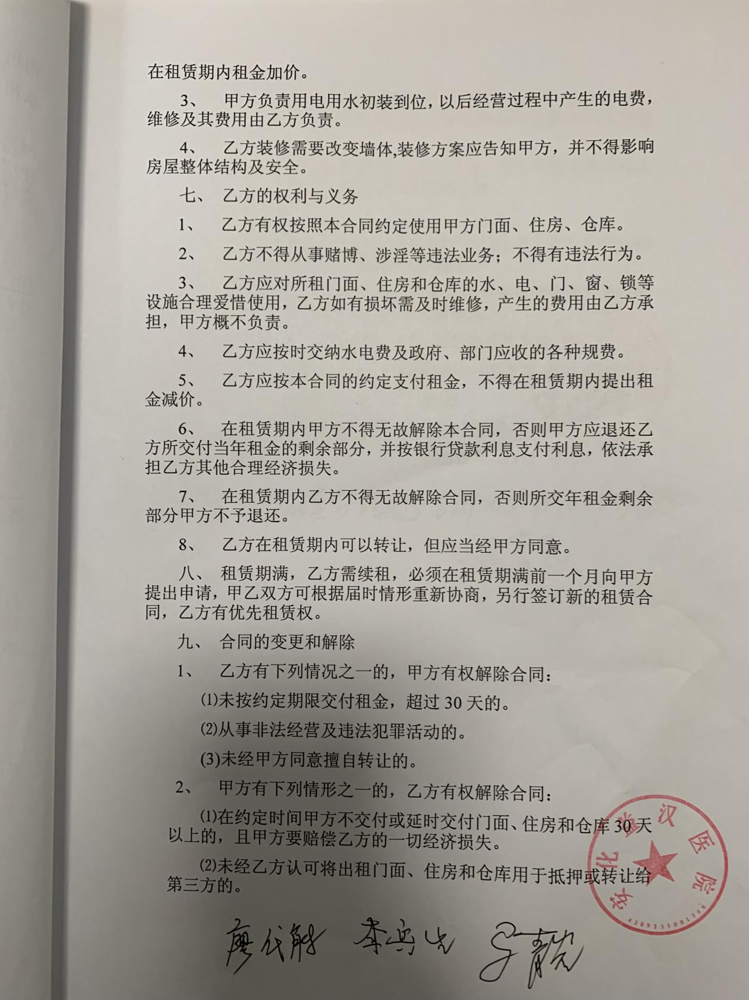 在租赁期内租金加价。
3、 甲方负责用电用水初装到位，以后经营过程中产生的电费，
维修及其费用由乙方负责。
4、 乙方装修需要改变墙体,装修方案应告知甲方，并不得影响
房屋整体结构及安全。
七、 乙方的权利与义务
1、 乙方有权按照本合同约定使用甲方门面、住房、仓库。
2、 乙方不得从事赌博、涉淫等违法业务；不得有违法行为。
3、 乙方应对所租门面、住房和仓库的水、电、门、窗、锁等
设施合理爱惜使用，乙方如有损坏需及时维修，产生的费用由乙方承
担，甲方概不负责。
4、 乙方应按时交纳水电费及政府、部门应收的各种规费。
5、 乙方应按本合同的约定支付租金，不得在租赁期内提出租
金减价。
6、 在租赁期内甲方不得无故解除本合同，否则甲方应退还乙
方所交付当年租金的剩余部分，并按银行贷款利息支付利息，依法承
担乙方其他合理经济损失。
7、 在租赁期内乙方不得无故解除合同，否则所交年租金剩余
部分甲方不予退还。
8、 乙方在租赁期内可以转让，但应当经甲方同意。
八、 租赁期满，乙方需续租，必须在租赁期满前一个月向甲方
提出申请，甲乙双方可根据届时情形重新协商，另行签订新的租赁合
同，乙方有优先租赁权。
九、 合同的变更和解除
1、 乙方有下列情况之一的，甲方有权解除合同：
⑴未按约定期限交付租金，超过 30 天的。
⑵从事非法经营及违法犯罪活动的。
(3)未经甲方同意擅自转让的。
2、 甲方有下列情形之一的，乙方有权解除合同：
⑴在约定时间甲方不交付或延时交付门面、住房和仓库 30 天
以上的，且甲方要赔偿乙方的一切经济损失。
⑵未经乙方认可将出租门面、住房和仓库用于抵押或转让给
第三方的。
安化益汉医院
4309235001366